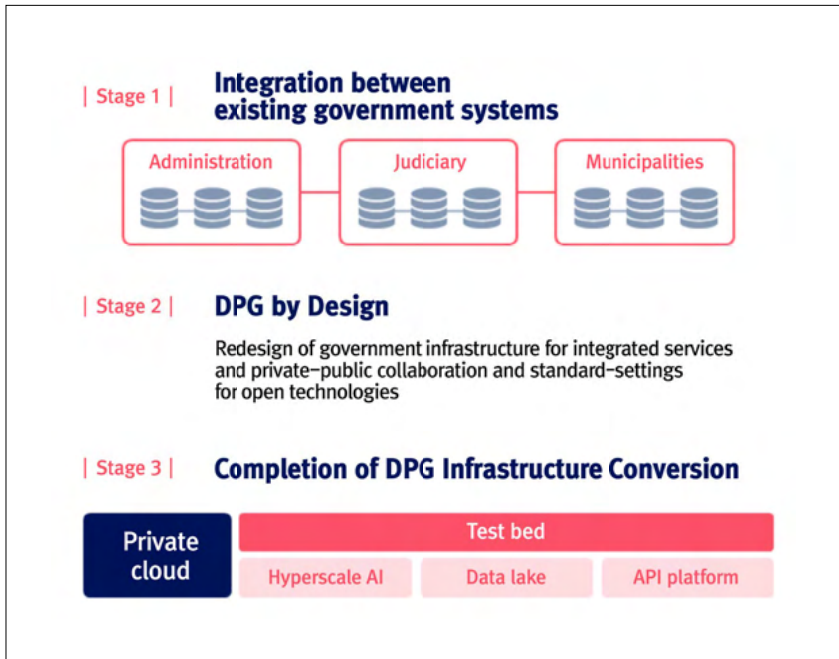 | Stage 1 |
Integration between
existing government systems
Administration
Judiciary
Municipalities
| Stage 2 |
DPG by Design
Redesign of government infrastructure for integrated services
and private-public collaboration and standard-settings
for open technologies
| Stage 3 |
Completion of DPG Infrastructure Conversion
Private
cloud
Test bed
Hyperscale AI
Data lake
API platform